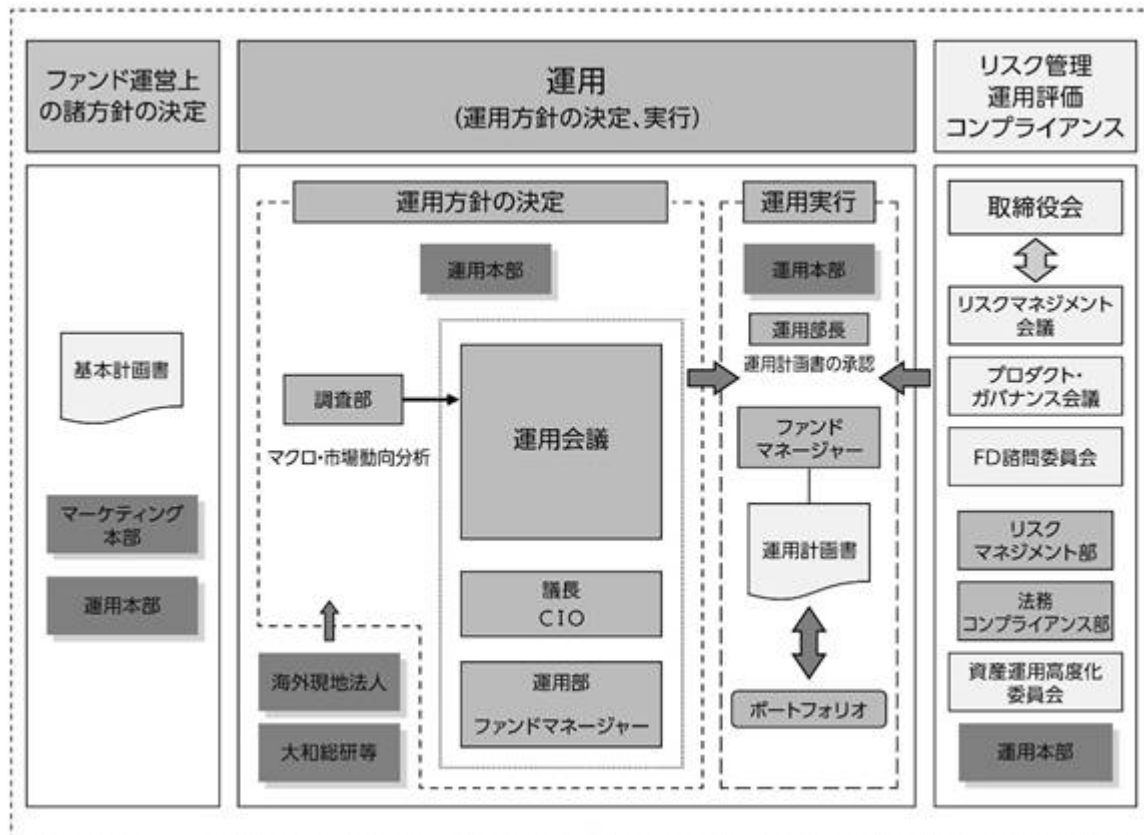 ファンド運営上
の諸方針の決定
運用
(運用方針の決定、実行)
リスク管理
運用評価
コンプライアンス
基本計画書
マーケティング
本部
運用本部
運用方針の決定
運用本部
調査部
マクロ・市場動向分析
運用会議
議長
CIO
運用部
ファンドマネージャー
海外現地法人
大和総研等
運用実行
運用本部
運用部長
運用計画書の承認
ファンド
マネージャー
運用計画書
ポートフォリオ
取締役会
リスクマネジメント
会議
プロダクト・
ガバナンス会議
FD諮問委員会
リスク
マネジメント部
法務
コンプライアンス部
資産運用高度化
委員会
運用本部